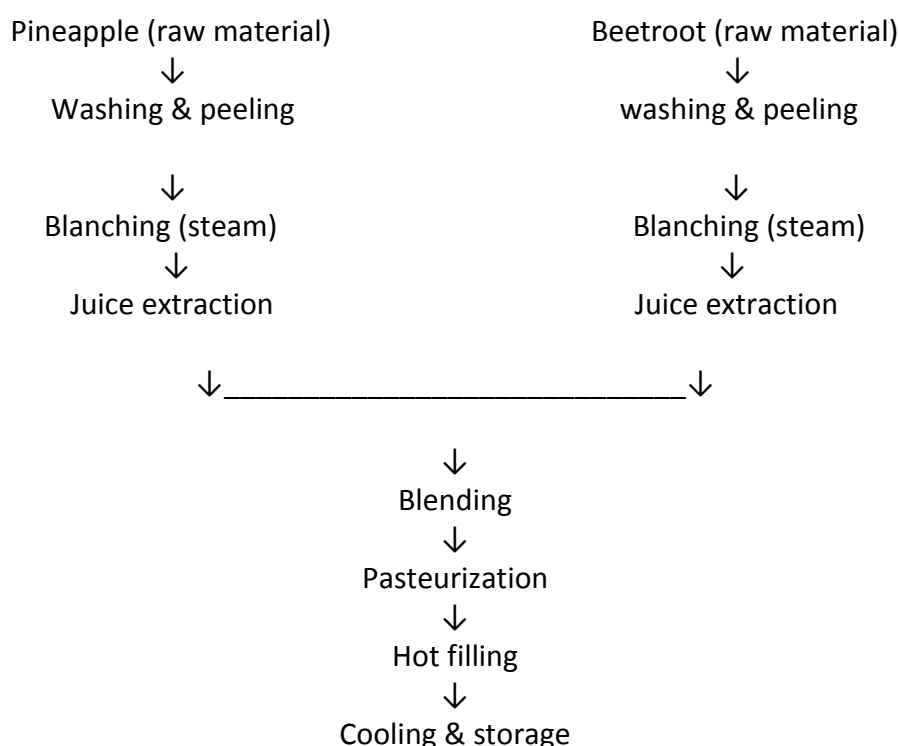 Pineapple (raw material) Beetroot (raw material)
↓ ↓
Washing & peeling washing & peeling
↓ ↓
Blanching (steam) Blanching (steam)
↓ ↓
Juice extraction Juice extraction
↓______________________________↓
↓
Blending
↓
Pasteurization
↓
Hot filling
↓
Cooling & storage